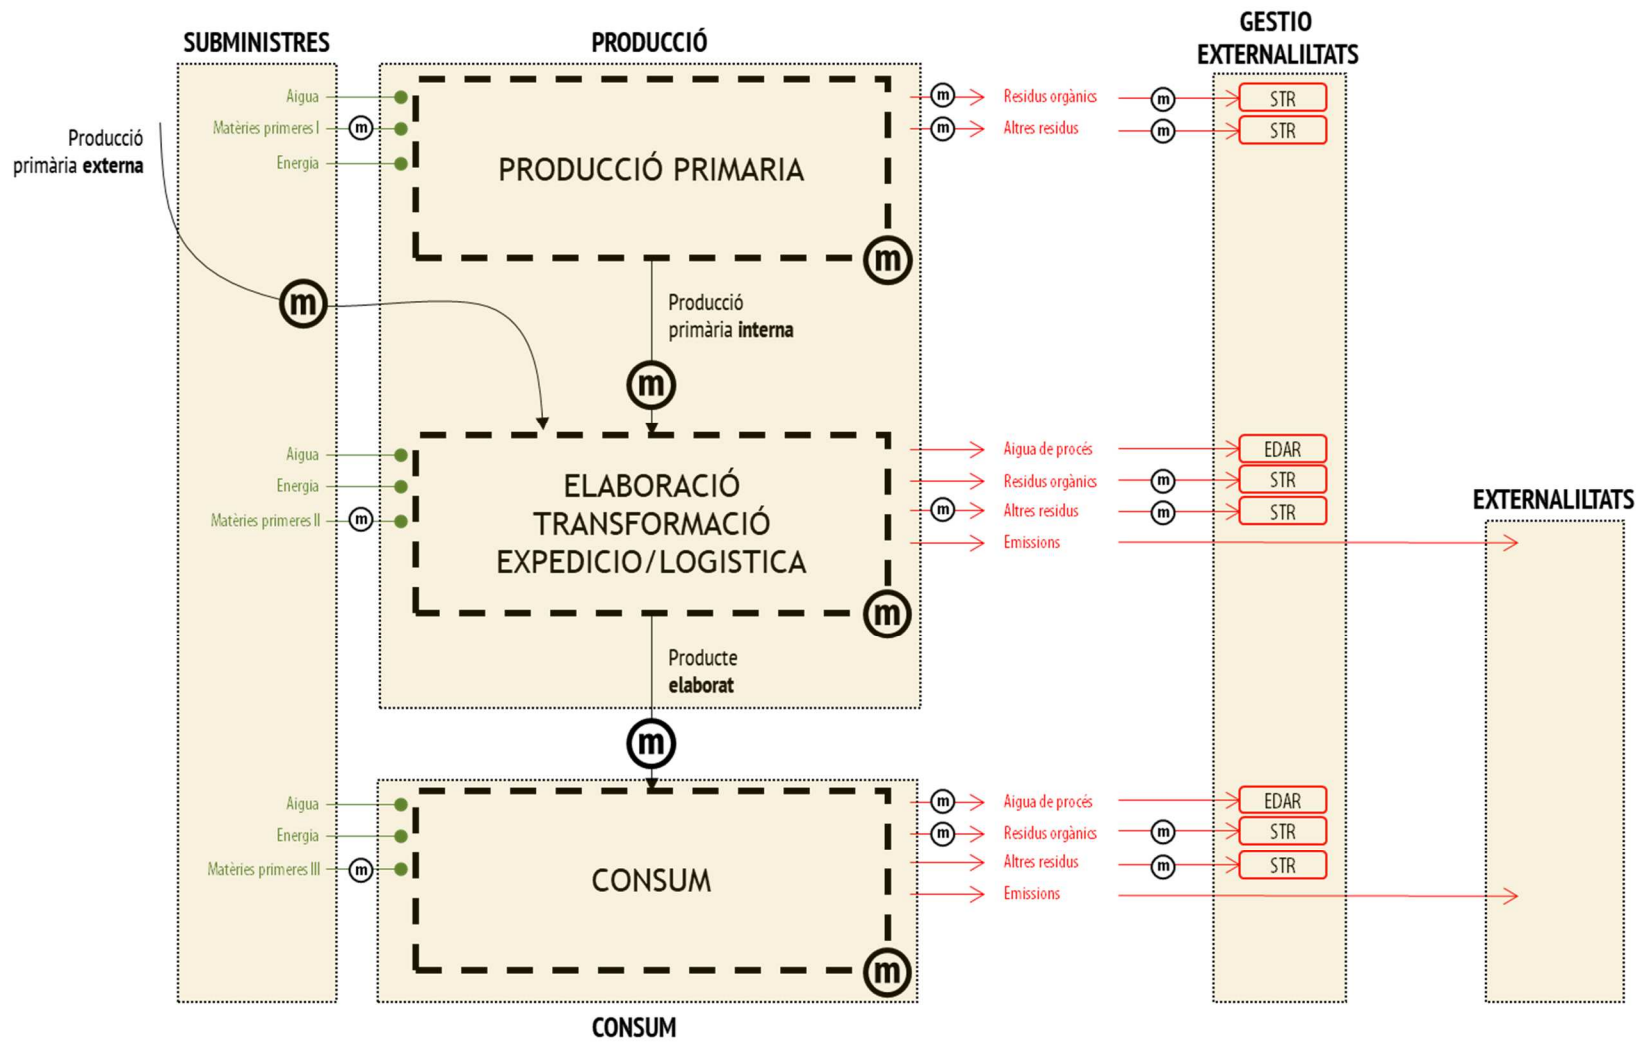 SUBMINISTRES
PRODUCCIÓ
GESTIO
EXTERNALILTATS
Producció
primària externa
Aigua
Matèries primeres I
m
Energia
PRODUCCIÓ PRIMARIA
m
m
Residus orgànics
m
STR
m
Altres residus
m
STR
m
Producció
primària interna
m
Aigua
Energia
Matèries primeres II
m
ELABORACIÓ
TRANSFORMACIÓ
EXPEDICIO/LOGISTICA
m
Aigua de procés
EDAR
Residus orgànics
m
STR
m
Altres residus
m
STR
Emissions
EXTERNALILTATS
Producte
elaborat
m
Aigua
Energia
Matèries primeres III
m
CONSUM
m
m
Aigua de procés
EDAR
m
Residus orgànics
m
STR
Altres residus
m
STR
Emissions
CONSUM